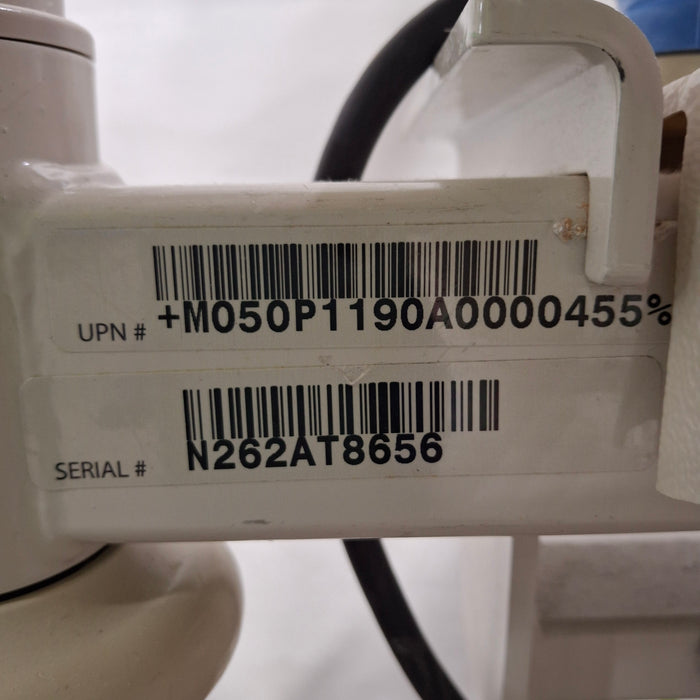 UPN # +M050P1190A0000455%
SERIAL # N262AT8656